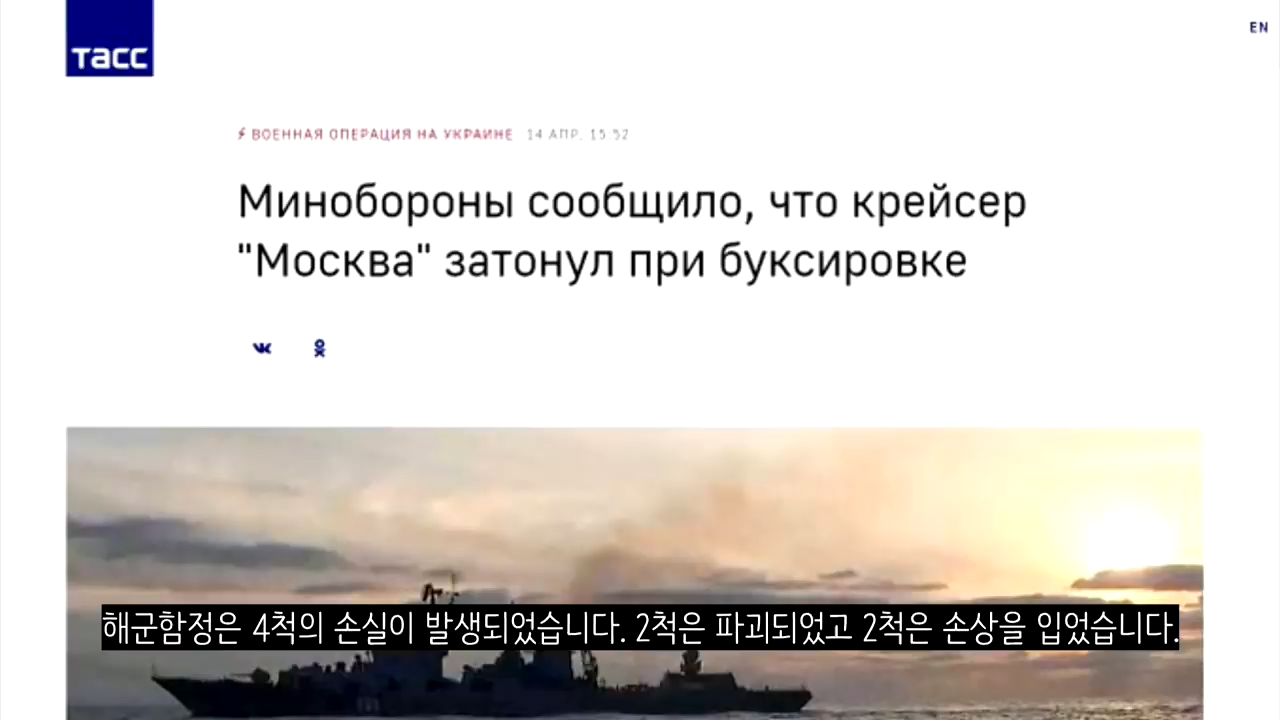 EN
тасс
ВОЕННАЯ ОПЕРАЦИЯ НА УКРАИНЕ 14 АПР. 15:52
Минобороны сообщило, что крейсер
"Москва" затонул при буксировке
해군함정은 4척의 손실이 발생되었습니다. 2척은 파괴되었고 2척은 손상을 입었습니다.